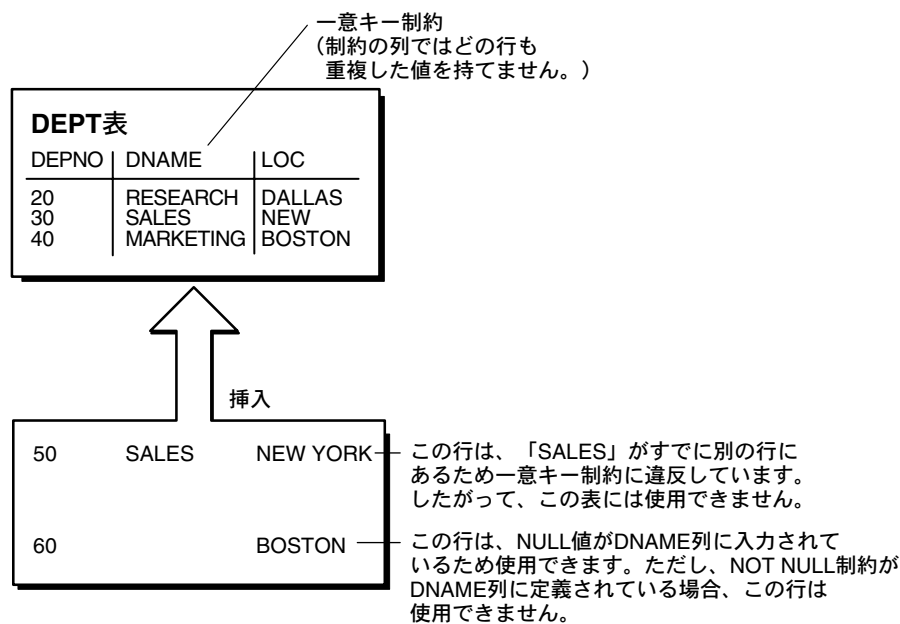 一意キー制約
（制約の列ではどの行も
重複した値を持てません。）
DEPT表
DEPNO DNAME LOC
20 RESEARCH DALLAS
30 SALES NEW
40 MARKETING BOSTON
挿入
50 SALES NEW YORK
この行は、「SALES」がすでに別の行に
あるため一意キー制約に違反しています。
したがって、この表には使用できません。
60 BOSTON
この行は、NULL値がDNAME列に入力されて
いるため使用できます。ただし、NOT NULL制約が
DNAME列に定義されている場合、この行は
使用できません。